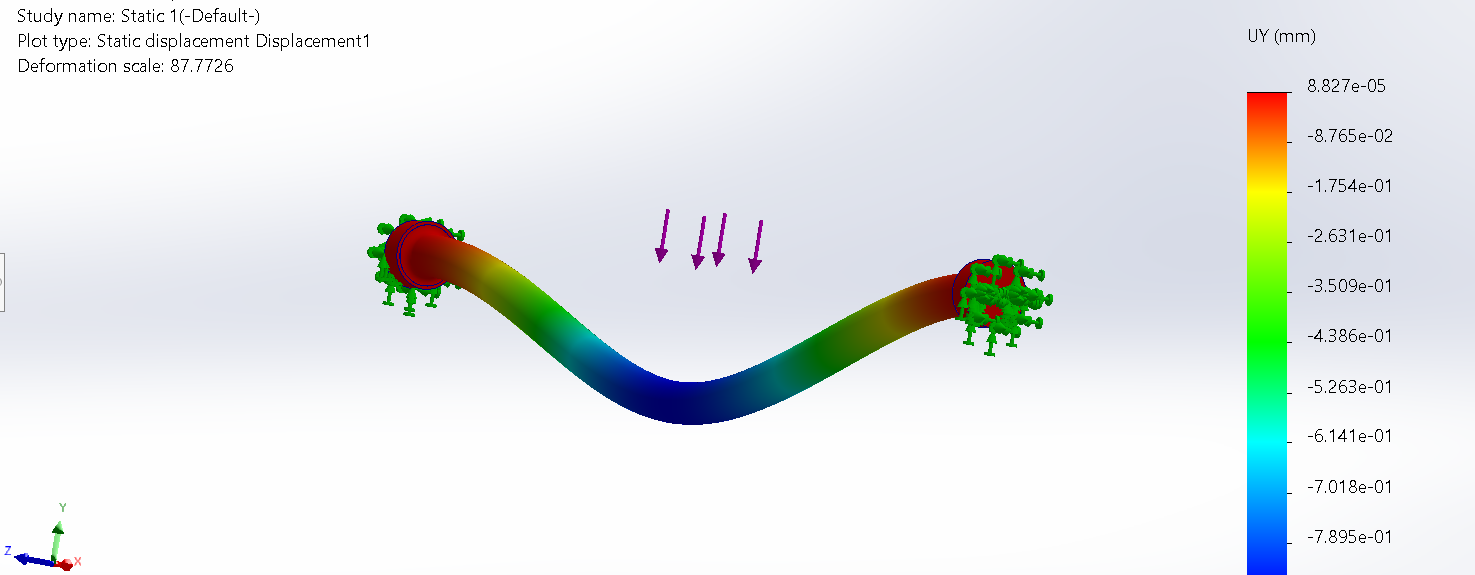 Study name: Static 1(-Default-)
Plot type: Static displacement Displacement1
Deformation scale: 87.7726
UY (mm)
8.827e-05
-8.765e-02
-1.754e-01
-2.631e-01
-3.509e-01
-4.386e-01
-5.263e-01
-6.141e-01
-7.018e-01
-7.895e-01
Y
Z
X